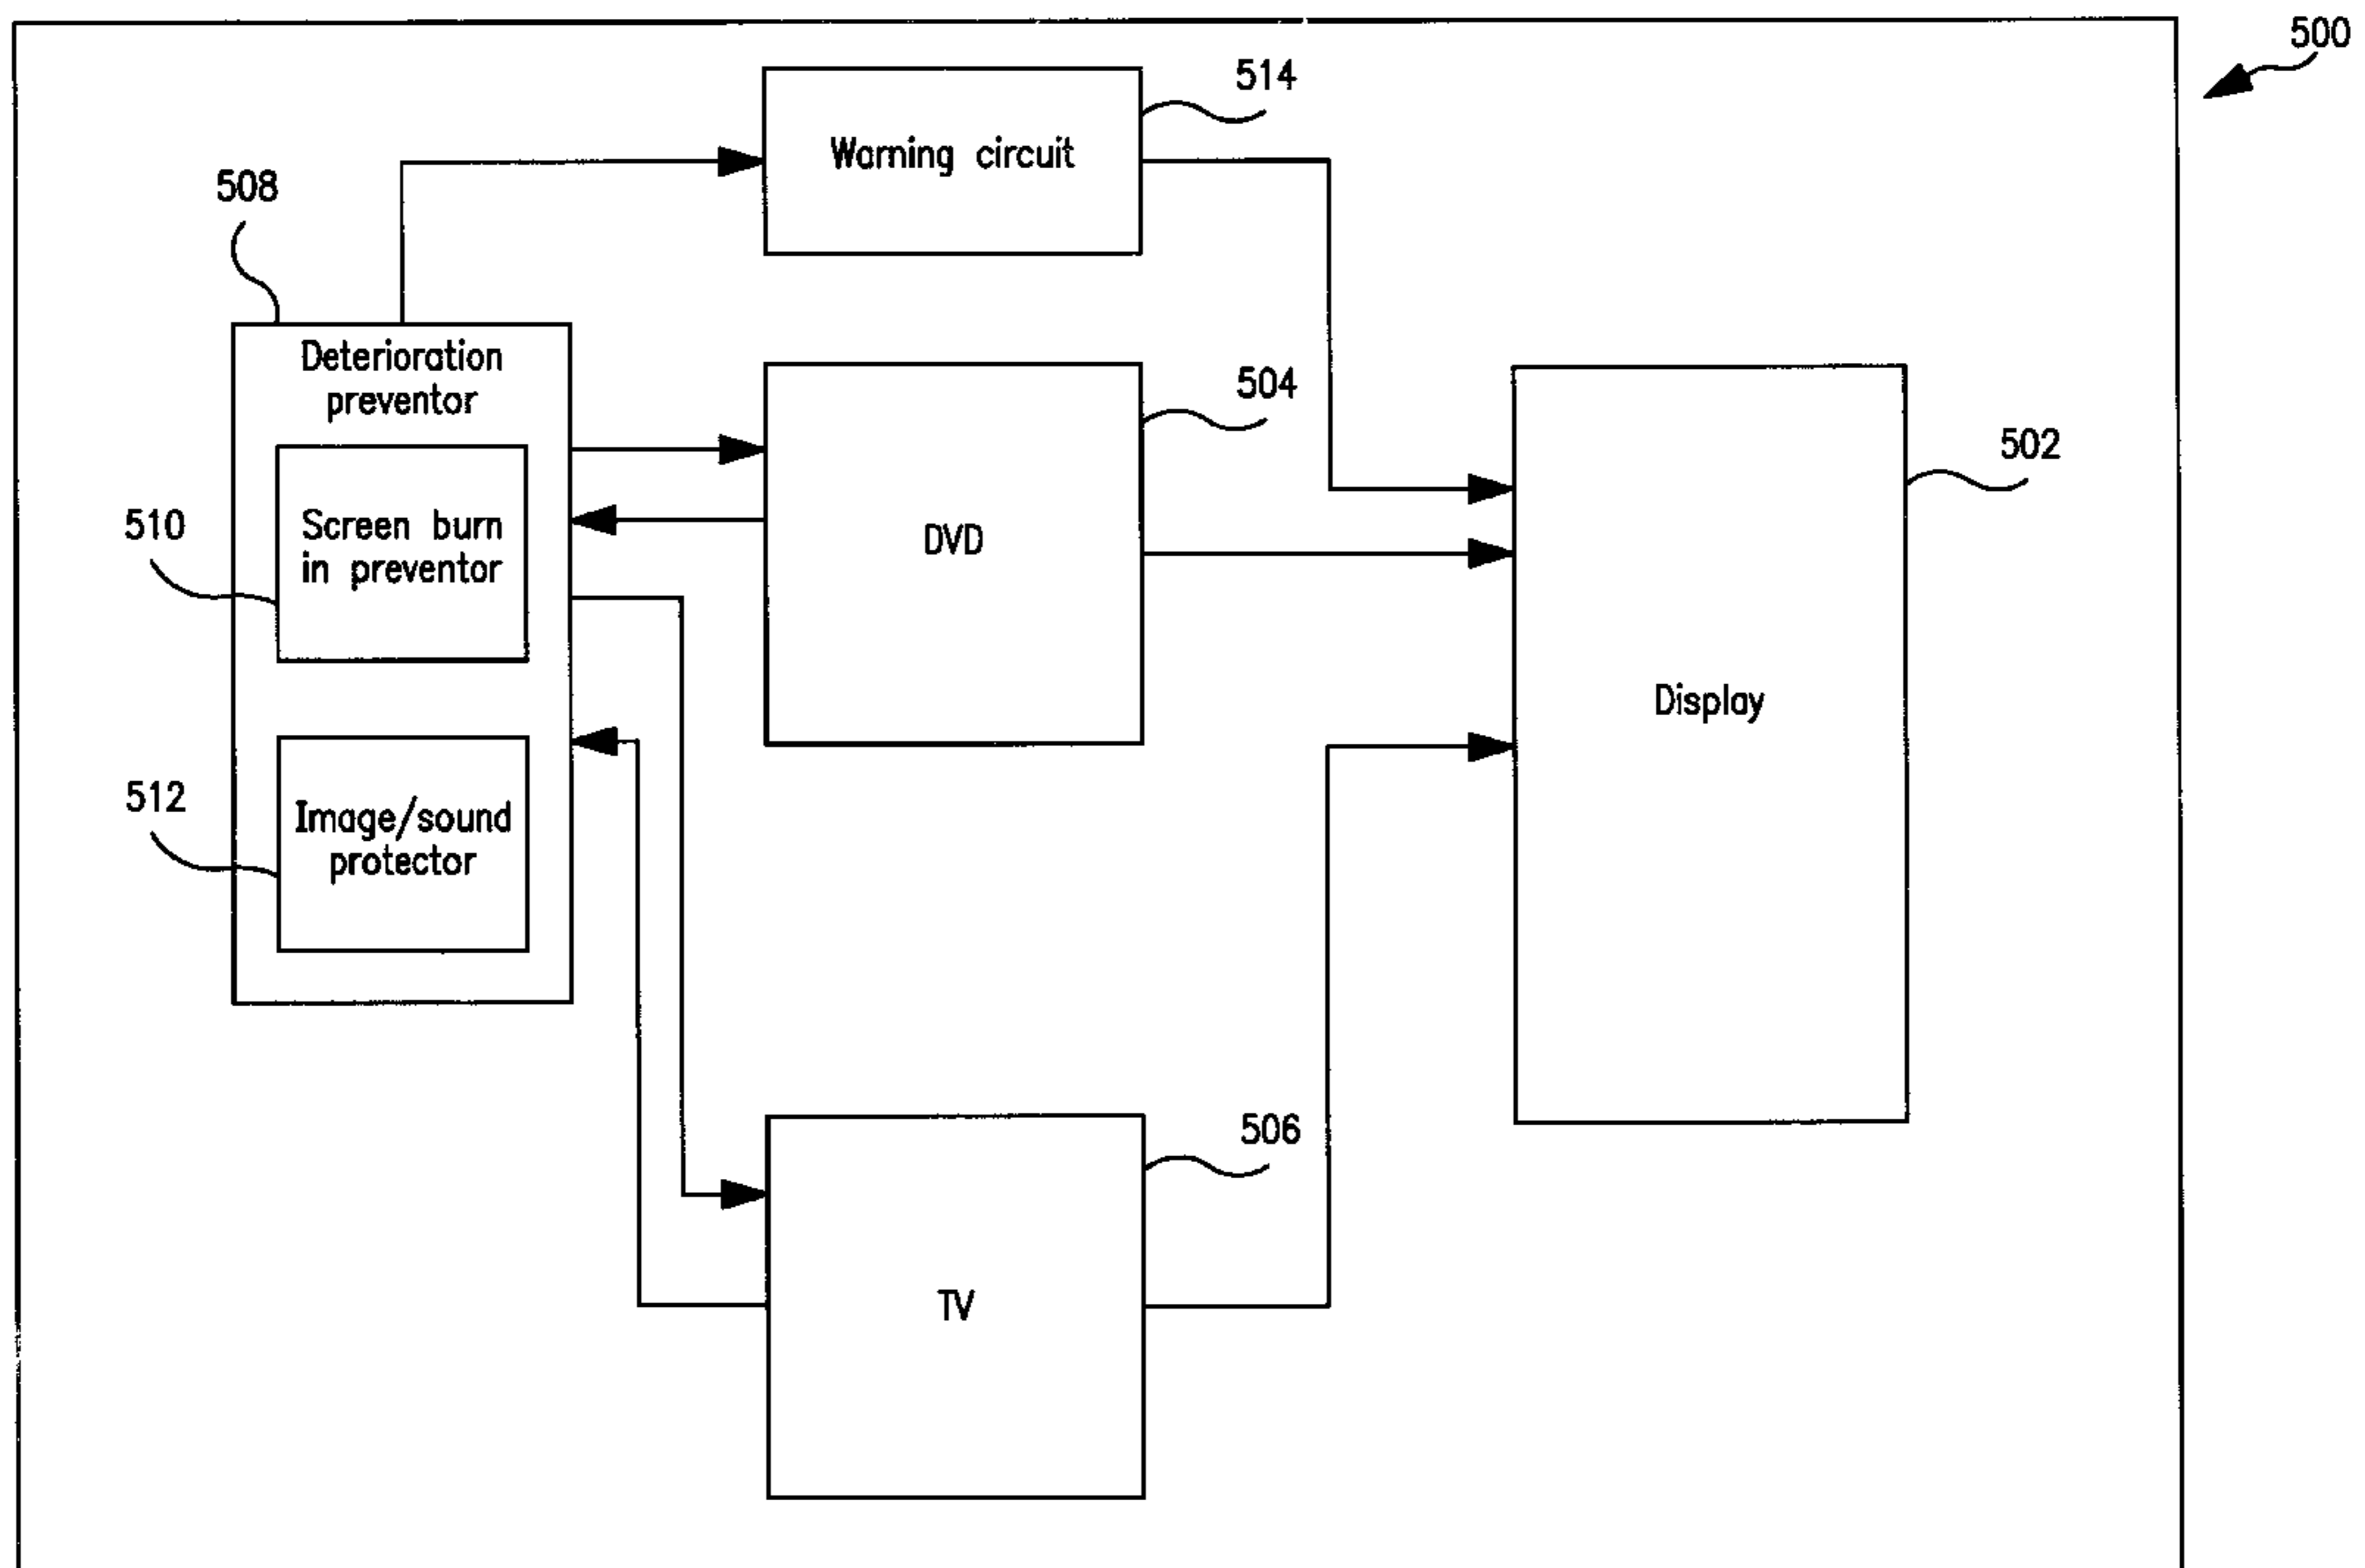 500
514
Warning circuit
508
Deterioration
preventor
504
502
510
Screen burn
in preventor
DVD
Display
512
Image/sound
protector
506
TV